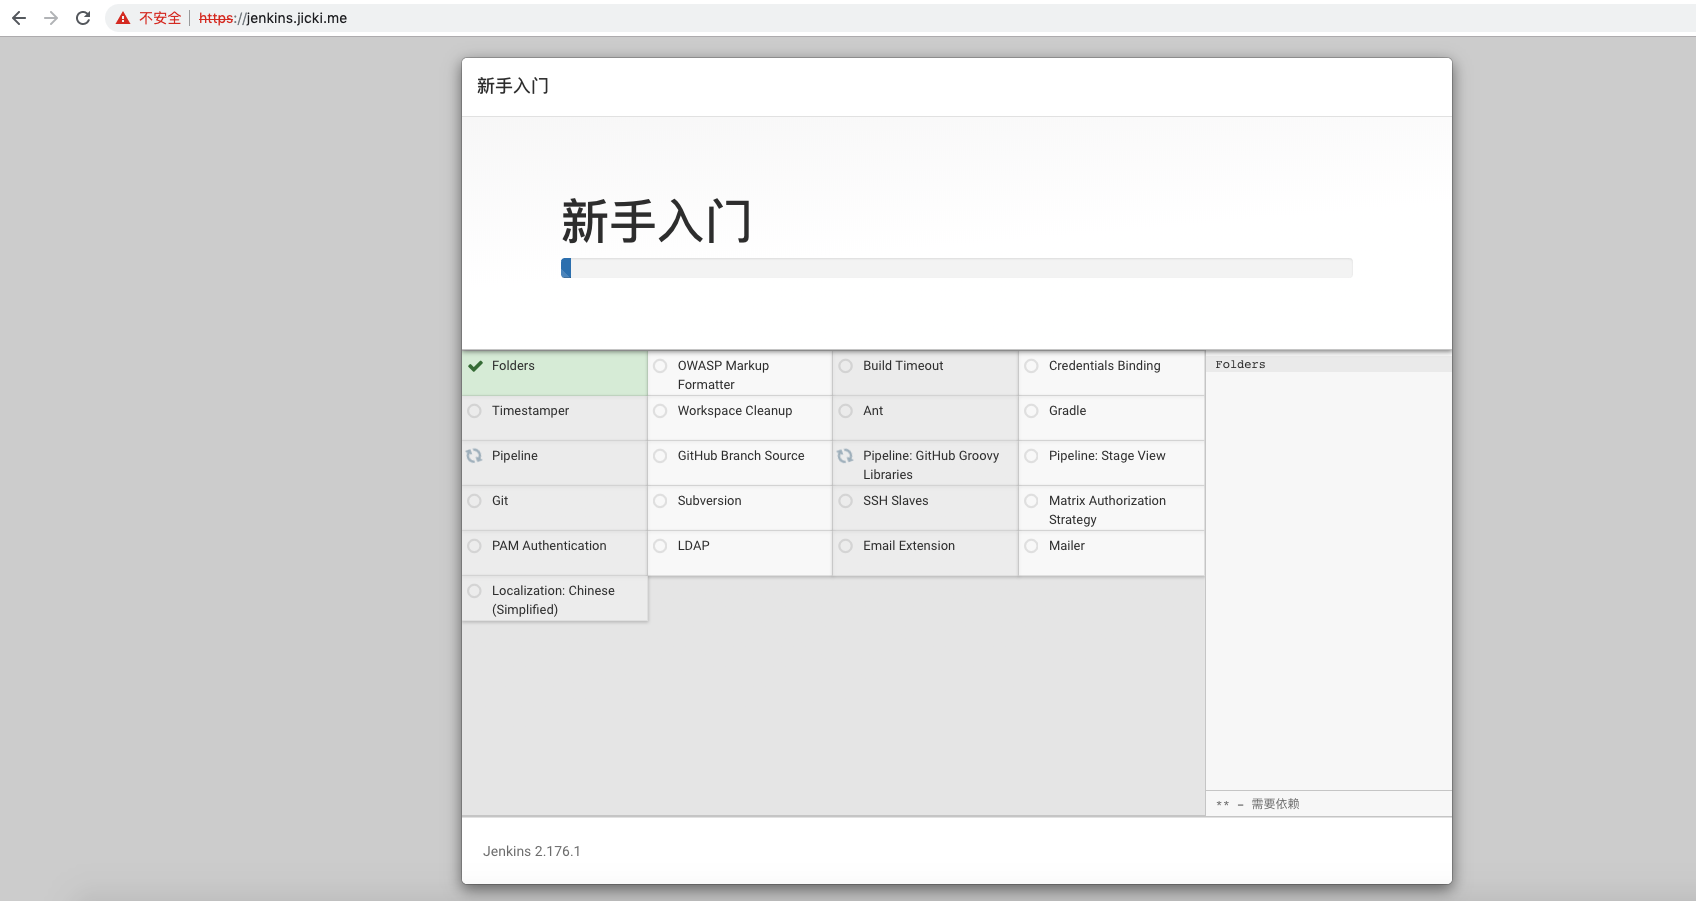 不安全 | https://jenkins.jicki.me
新手入门
新手入门
Folders
OWASP Markup
Formatter
Build Timeout
Credentials Binding
Folders
Timestamper
Workspace Cleanup
Ant
Gradle
Pipeline
GitHub Branch Source
Pipeline: GitHub Groovy
Libraries
Pipeline: Stage View
Git
Subversion
SSH Slaves
Matrix Authorization
Strategy
PAM Authentication
LDAP
Email Extension
Mailer
Localization: Chinese
(Simplified)
** - 需要依赖
Jenkins 2.176.1